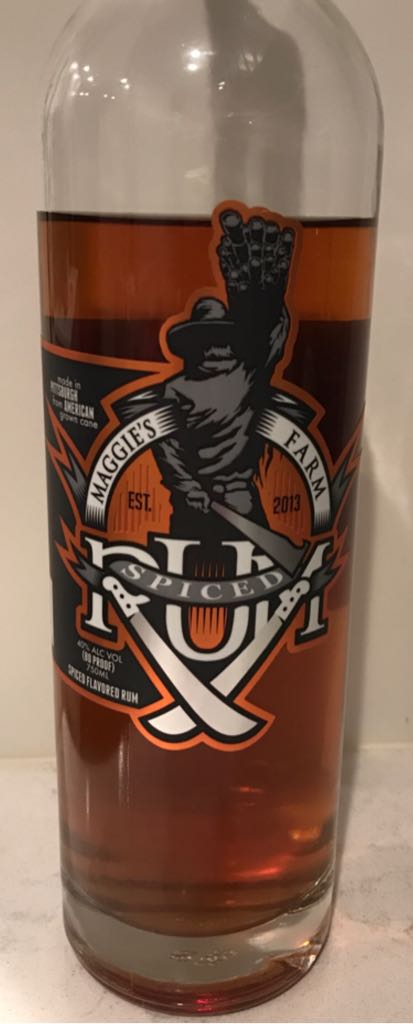 made in
PITTSBURGH
from AMERICAN
grown cane
MAGGIE'S FARM
EST. 2013
RUM
SPICED
40% ALC VOL
(80 PROOF)
750ML
SPICED FLAVORED RUM